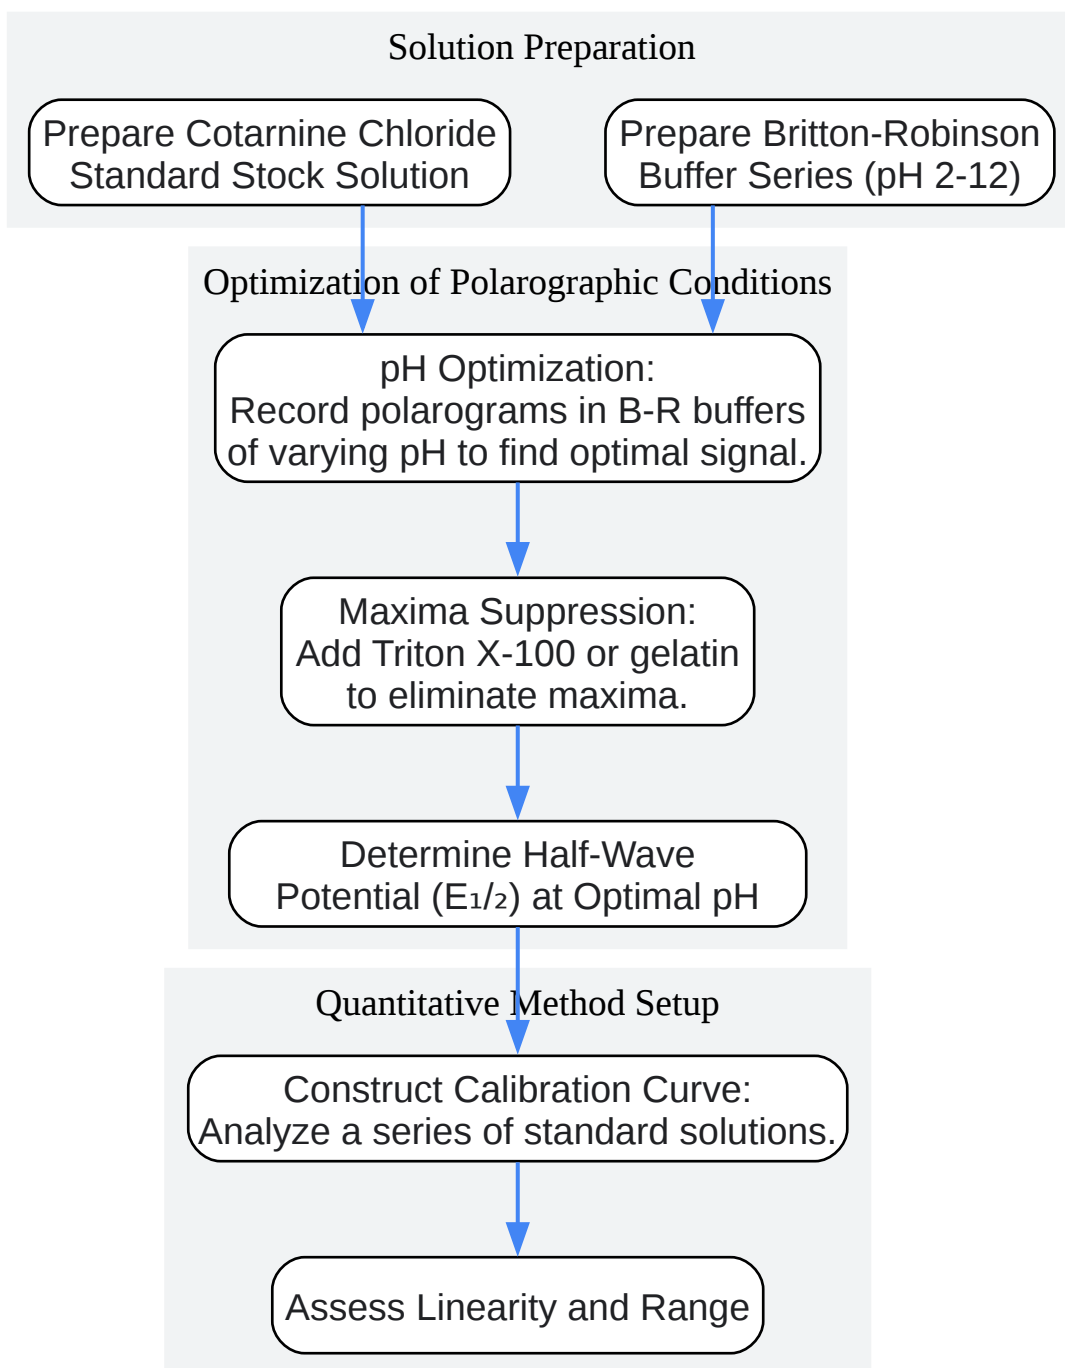 Solution Preparation
Prepare Cotarnine Chloride
Standard Stock Solution
Prepare Britton-Robinson
Buffer Series (pH 2-12)
Optimization of Polarographic Conditions
pH Optimization:
Record polarograms in B-R buffers
of varying pH to find optimal signal.
Maxima Suppression:
Add Triton X-100 or gelatin
to eliminate maxima.
Determine Half-Wave
Potential (E₁/₂) at Optimal pH
Quantitative Method Setup
Construct Calibration Curve:
Analyze a series of standard solutions.
Assess Linearity and Range